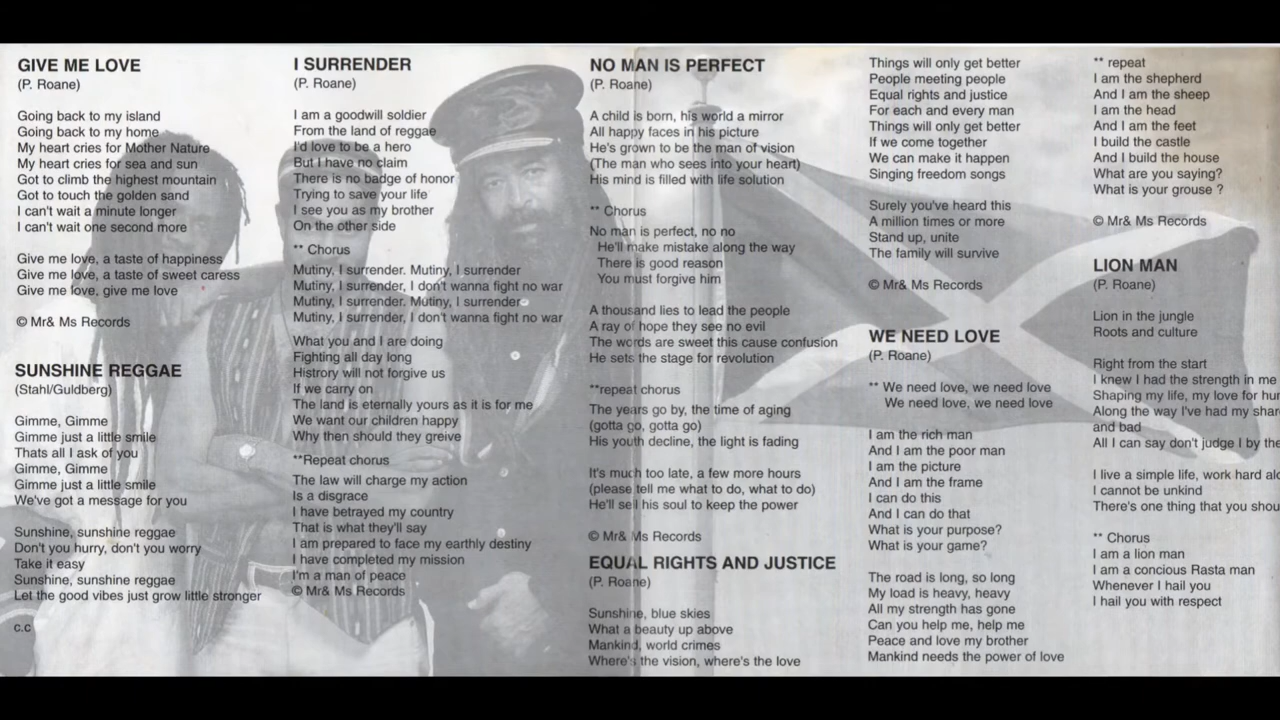 GIVE ME LOVE
(P. Roane)
Going back to my island
Going back to my home
My heart cries for Mother Nature
My heart cries for sea and sun
Got to climb the highest mountain
Got to touch the golden sand
I can't wait a minute longer
I can't wait one second more
Give me love, a taste of happiness
Give me love, a taste of sweet caress
Give me love, give me love
© Mr& Ms Records
SUNSHINE REGGAE
(Stahl/Guldberg)
Gimme, Gimme
Gimme just a little smile
Thats all I ask of you
Gimme, Gimme
Gimme just a little smile
We've got a message for you
Sunshine, sunshine reggae
Don't you hurry, don't you worry
Take it easy
Sunshine, sunshine reggae
Let the good vibes just grow little stronger
c.c
I SURRENDER
(P. Roane)
I am a goodwill soldier
From the land of reggae
I'd love to be a hero
But I have no claim
There is no badge of honor
Trying to save your life
I see you as my brother
On the other side
** Chorus
Mutiny, I surrender. Mutiny, I surrender
Mutiny, I surrender, I don't wanna fight no war
Mutiny, I surrender. Mutiny, I surrender
Mutiny, I surrender, I don't wanna fight no war
What you and I are doing
Fighting all day long
Histrory will not forgive us
If we carry on
The land is eternally yours as it is for me
We want our children happy
Why then should they greive
**Repeat chorus
The law will charge my action
Is a disgrace
I have betrayed my country
That is what they'll say
I am prepared to face my earthly destiny
I have completed my mission
I'm a man of peace
© Mr& Ms Records
NO MAN IS PERFECT
(P. Roane)
A child is born, his world a mirror
All happy faces in his picture
He's grown to be the man of vision
(The man who sees into your heart)
His mind is filled with life solution
** Chorus
No man is perfect, no no
He'll make mistake along the way
There is good reason
You must forgive him
A thousand lies to lead the people
A ray of hope they see no evil
The words are sweet this cause confusion
He sets the stage for revolution
**repeat chorus
The years go by, the time of aging
(gotta go, gotta go)
His youth decline, the light is fading
It's much too late, a few more hours
(please tell me what to do, what to do)
He'll sell his soul to keep the power
© Mr& Ms Records
EQUAL RIGHTS AND JUSTICE
(P. Roane)
Sunshine, blue skies
What a beauty up above
Mankind, world crimes
Where's the vision, where's the love
Things will only get better
People meeting people
Equal rights and justice
For each and every man
Things will only get better
If we come together
We can make it happen
Singing freedom songs
Surely you've heard this
A million times or more
Stand up, unite
The family will survive
© Mr& Ms Records
WE NEED LOVE
(P. Roane)
** We need love, we need love
We need love, we need love
I am the rich man
And I am the poor man
I am the picture
And I am the frame
I can do this
And I can do that
What is your purpose?
What is your game?
The road is long, so long
My load is heavy, heavy
All my strength has gone
Can you help me, help me
Peace and love my brother
Mankind needs the power of love
** repeat
I am the shepherd
And I am the sheep
I am the head
And I am the feet
I build the castle
And I build the house
What are you saying?
What is your grouse ?
© Mr& Ms Records
LION MAN
(P. Roane)
Lion in the jungle
Roots and culture
Right from the start
I knew I had the strength in me
Shaping my life, my love for
Along the way I've had my
and bad
All I can say don't judge I by
I live a simple life, work hard
I cannot be unkind
There's one thing that you
** Chorus
I am a lion man
I am a concious Rasta man
Whenever I hail you
I hail you with respect